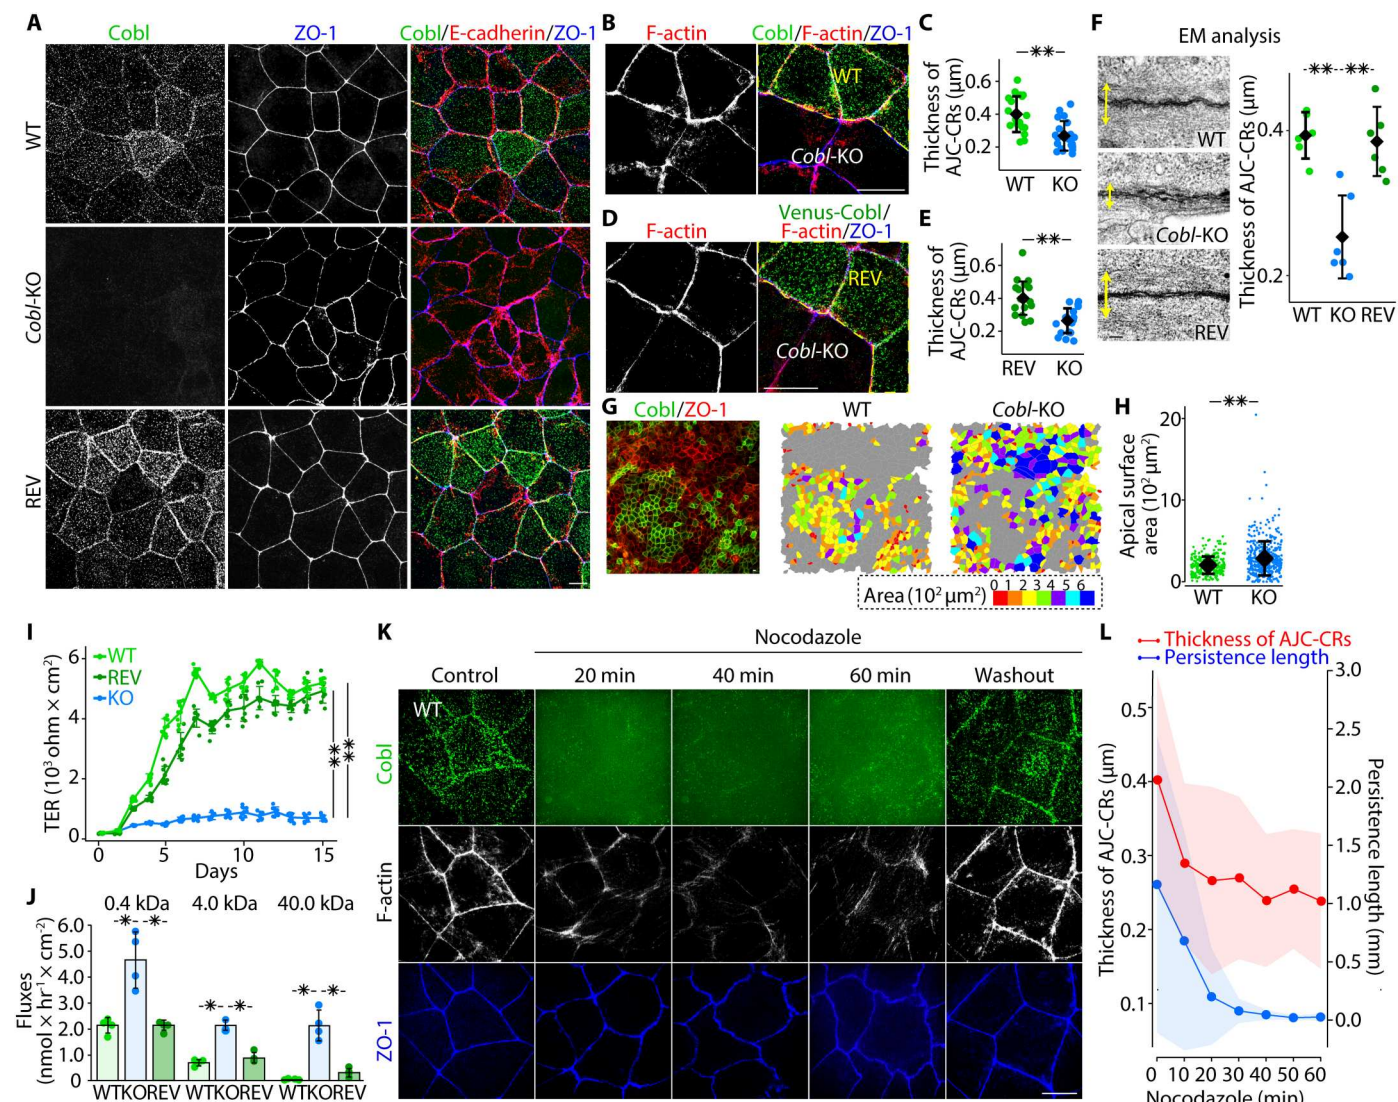 A
Cobl
ZO-1
Cobl/E-cadherin/ZO-1
WT
Cobl-KO
REV
B
F-actin
Cobl/F-actin/ZO-1
WT
Cobl-KO
C
Thickness of
AJC-CRs (μm)
0.6
0.4
0.2
-**-
WT KO
D
F-actin
Venus-Cobl/
F-actin/ZO-1
REV
Cobl-KO
E
Thickness of
AJC-CRs (μm)
0.6
0.4
0.2
-**-
REV KO
F
EM analysis
WT
Cobl-KO
REV
Thickness of AJC-CRs (μm)
0.4
0.2
-**--**-
WT KO REV
G
Cobl/ZO-1
WT
Cobl-KO
Area (10² μm²)
0 1 2 3 4 5 6
H
Apical surface
area (10² μm²)
20
10
0
-**-
WT KO
I
WT
REV
KO
TER (10³ ohm × cm²)
6
4
2
0
0 5 10 15
Days
**
**
J
Fluxes
(nmol × hr⁻¹ × cm⁻²)
0.4 kDa 4.0 kDa 40.0 kDa
-*--*-
-*--*-
-*--*-
6.0
5.0
4.0
3.0
2.0
1.0
0
WTKOREV WTKOREV WTKOREV
K
Nocodazole
Control 20 min 40 min 60 min Washout
WT
Cobl
F-actin
ZO-1
L
Thickness of AJC-CRs
Persistence length
Thickness of AJC-CRs (μm)
0.5
0.4
0.3
0.2
0.1
3.0
2.5
2.0
1.5
1.0
0.5
0.0
Persistence length (mm)
0 10 20 30 40 50 60
Nocodazole (min)